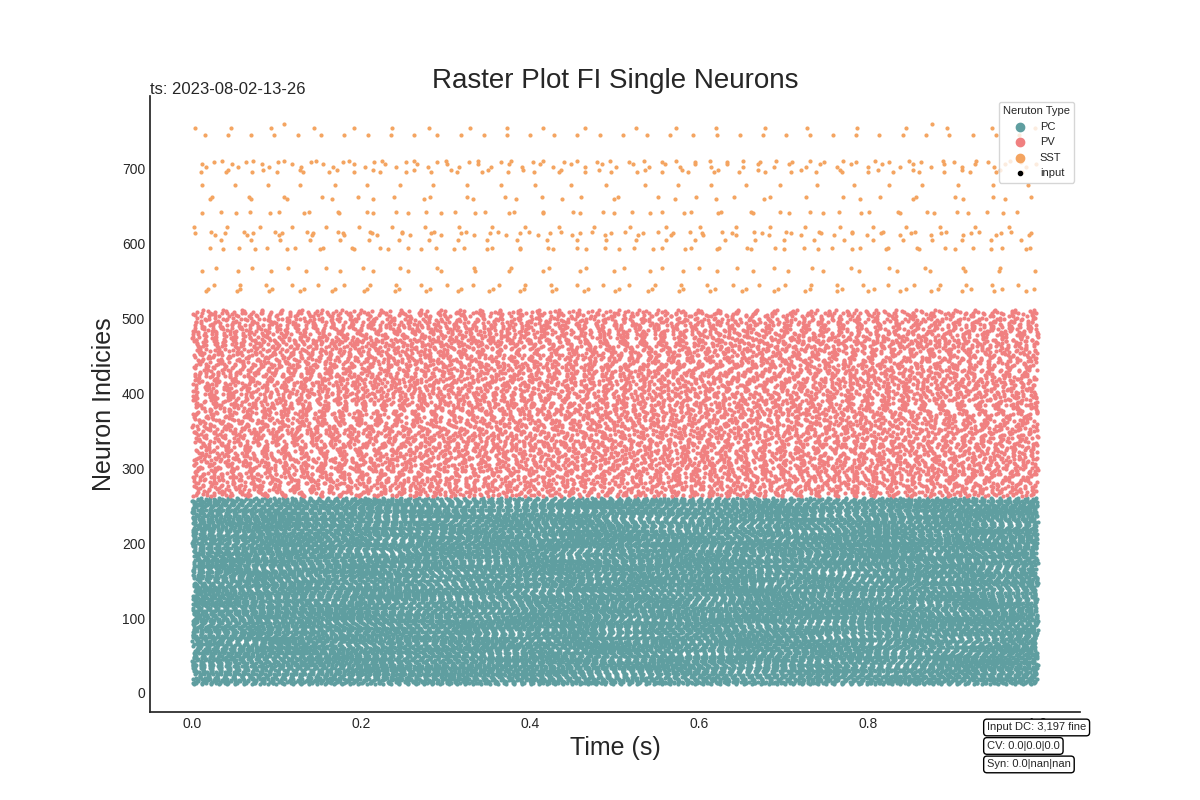 Raster Plot FI Single Neurons
ts: 2023-08-02-13-26
Neruton Type
PC
PV
SST
input
Neuron Indicies
700
600
500
400
300
200
100
0
0.0 0.2 0.4 0.6 0.8
Time (s)
Input DC: 3,197 fine
CV: 0.0|0.0|0.0
Syn: 0.0|nan|nan